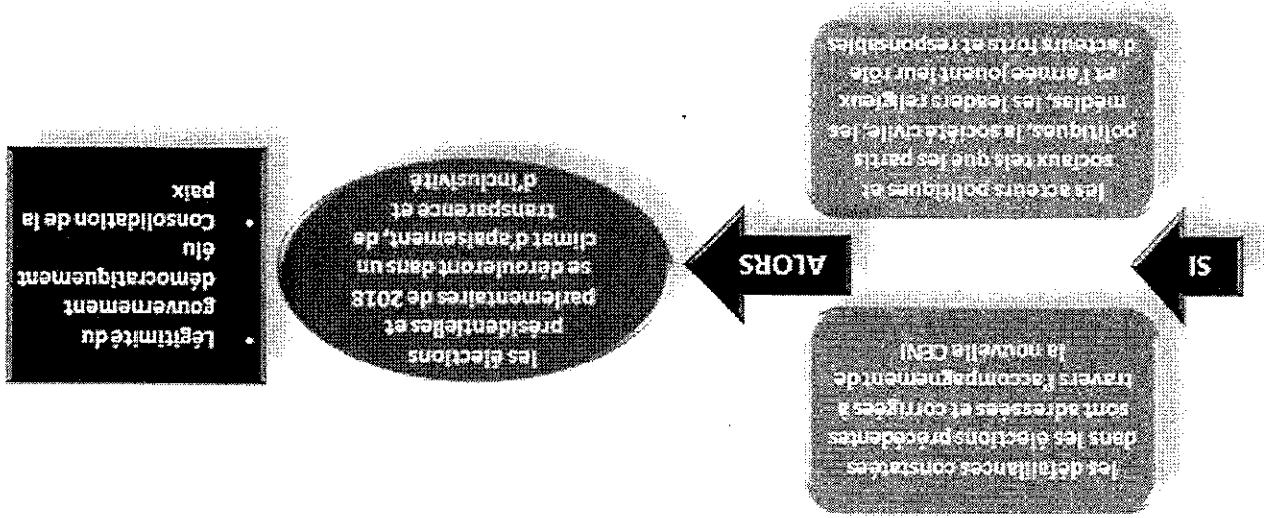 SI
les défaillances constatées
dans les élections précédentes
sont adressées et corrigées à
travers l'accompagnement de
la nouvelle CENI
les acteurs politiques et
sociaux tels que les partis
politiques, la société civile, les
médias, les leaders religieux
et l'armée jouent leur rôle
d'acteurs forts et responsables
ALORS
les élections
présidentielles et
parlementaires de 2018
se dérouleront dans un
climat d'apaisement, de
transparence et
d'inclusivité
• Légitimité du
gouvernement
démocratiquement
élu
• Consolidation de la
paix